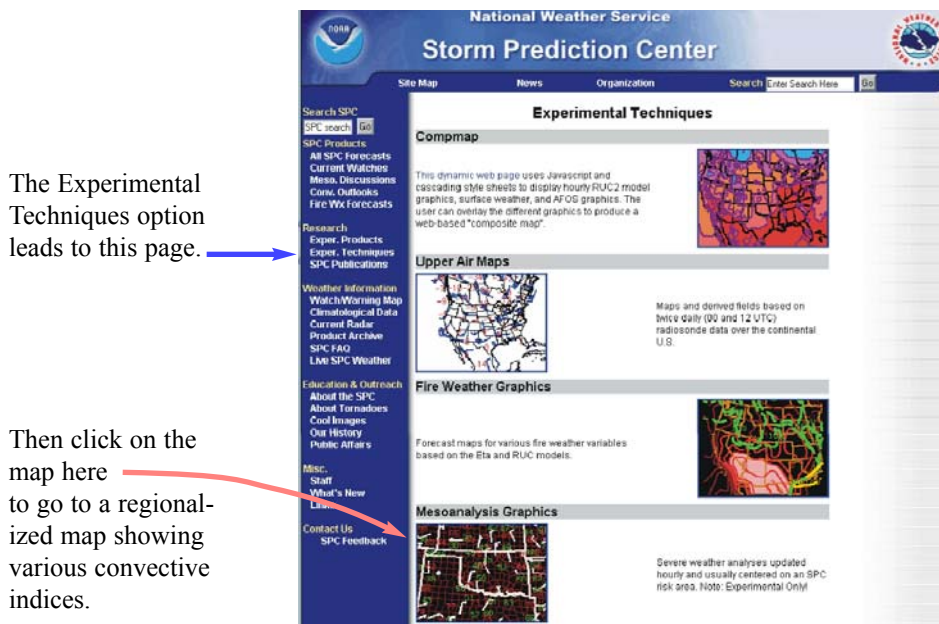 NOAA
National Weather Service
Storm Prediction Center
Site Map News Organization Search Enter Search Here Go
Search SPC
SPC search Go
SPC Products
All SPC Forecasts
Current Watches
Meso. Discussions
Conv. Outlooks
Fire Wx Forecasts
Research
Exper. Products
Exper. Techniques
SPC Publications
Weather Information
Watch/Warning Map
Climatological Data
Current Radar
Product Archive
SPC FAQ
Live SPC Weather
Education & Outreach
About the SPC
About Tornadoes
Cool Images
Our History
Public Affairs
Misc.
Staff
What's New
Contact Us
SPC Feedback
The Experimental
Techniques option
leads to this page.
Then click on the
map here
to go to a regional-
ized map showing
various convective
indices.
Experimental Techniques
Compmap
This dynamic web page uses Javascript and
cascading style sheets to display hourly RUC2 model
graphics, surface weather, and AFOS graphics. The
user can overlay the different graphics to produce a
web-based "composite map".
Upper Air Maps
Maps and derived fields based on
twice daily (00 and 12 UTC)
radiosonde data over the continental
U.S.
Fire Weather Graphics
Forecast maps for various fire weather variables
based on the Eta and RUC models.
Mesoanalysis Graphics
Severe weather analyses updated
hourly and usually centered on an SPC
risk area. Note: Experimental Only!